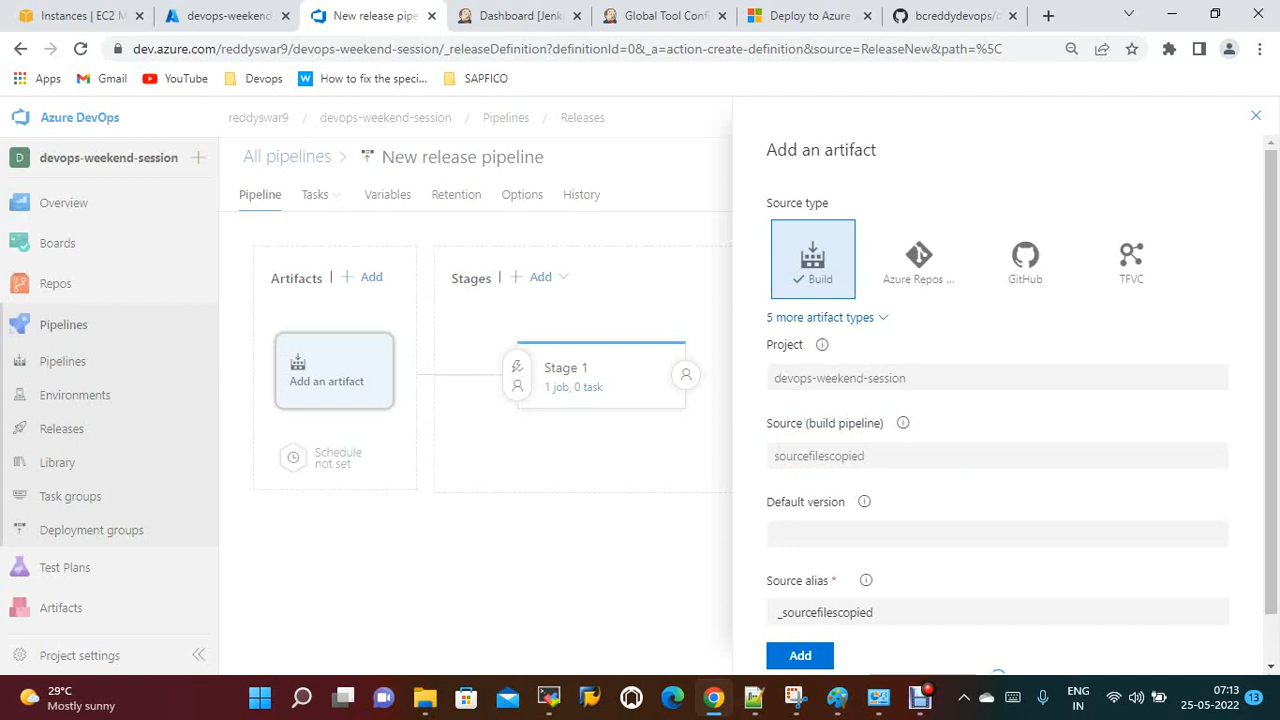 Instances | EC2 M
devops-weekend
New release pipe
Dashboard [Jenk
Global Tool Conf
Deploy to Azure
bcreddydevops/d
dev.azure.com/reddyswar9/devops-weekend-session/_releaseDefinition?definitionId=0&_a=action-create-definition&source=ReleaseNew&path=%5C
Apps
Gmail
YouTube
Devops
How to fix the speci...
SAPFICO
Azure DevOps
reddyswar9
devops-weekend-session
Pipelines
Releases
D
devops-weekend-session
All pipelines
New release pipeline
Pipeline
Tasks
Variables
Retention
Options
History
Overview
Boards
Repos
Pipelines
Pipelines
Environments
Releases
Library
Task groups
Deployment groups
Test Plans
Artifacts
Project settings
Artifacts
Add
Stages
Add
Add an artifact
Schedule
not set
Stage 1
1 job, 0 task
Add an artifact
Source type
Build
Azure Repos ...
GitHub
TFVC
5 more artifact types
Project
devops-weekend-session
Source (build pipeline)
sourcefilescopied
Default version
Source alias *
_sourcefilescopied
Add
29°C
Mostly sunny
ENG
IN
07:13
25-05-2022
13